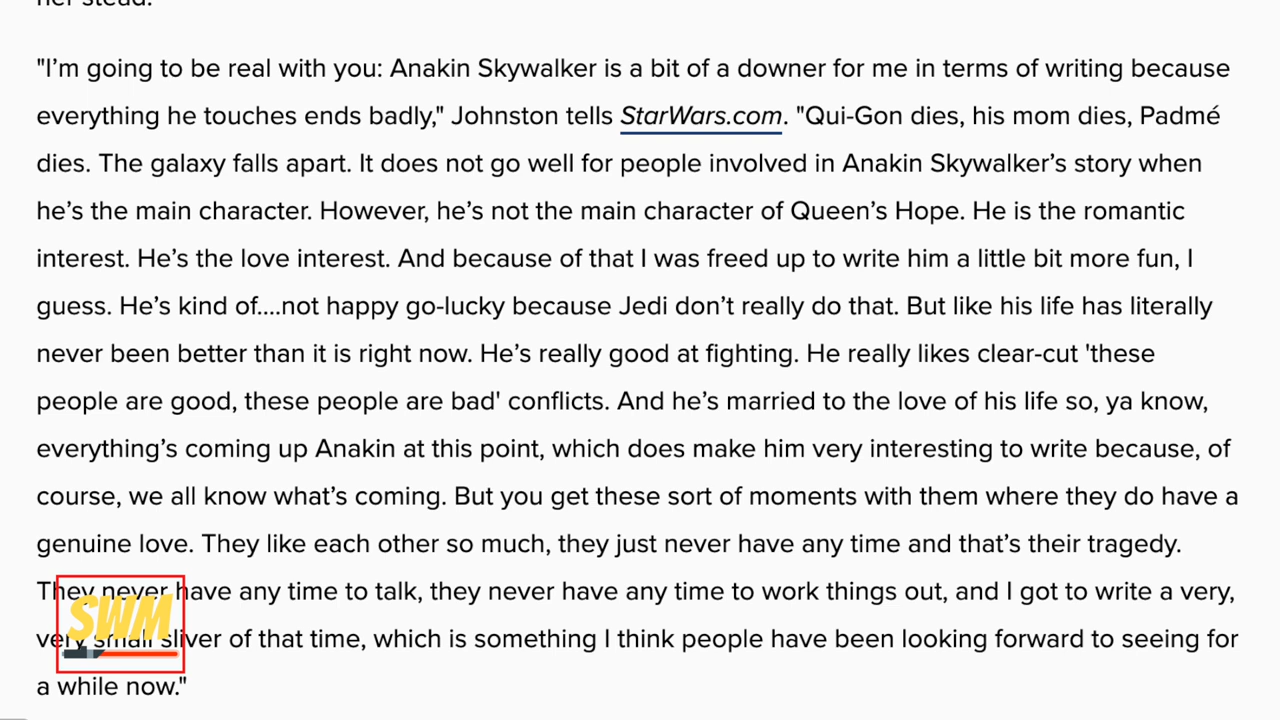 her stead.
"I'm going to be real with you: Anakin Skywalker is a bit of a downer for me in terms of writing because
everything he touches ends badly," Johnston tells StarWars.com. "Qui-Gon dies, his mom dies, Padmé
dies. The galaxy falls apart. It does not go well for people involved in Anakin Skywalker’s story when
he’s the main character. However, he’s not the main character of Queen’s Hope. He is the romantic
interest. He’s the love interest. And because of that I was freed up to write him a little bit more fun, I
guess. He’s kind of....not happy go-lucky because Jedi don’t really do that. But like his life has literally
never been better than it is right now. He’s really good at fighting. He really likes clear-cut 'these
people are good, these people are bad' conflicts. And he’s married to the love of his life so, ya know,
everything’s coming up Anakin at this point, which does make him very interesting to write because, of
course, we all know what’s coming. But you get these sort of moments with them where they do have a
genuine love. They like each other so much, they just never have any time and that’s their tragedy.
They never have any time to talk, they never have any time to work things out, and I got to write a very,
very small sliver of that time, which is something I think people have been looking forward to seeing for
a while now."
SWM